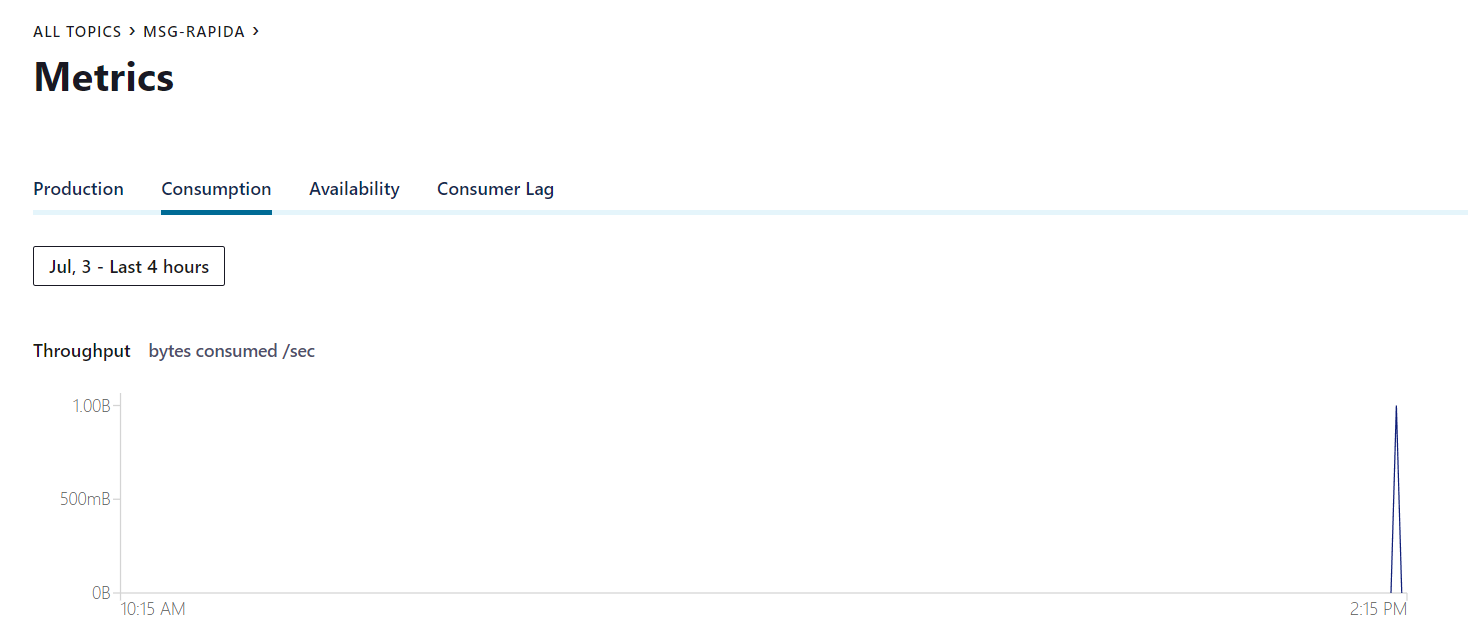 ALL TOPICS > MSG-RAPIDA >
Metrics
Production Consumption Availability Consumer Lag
Jul, 3 - Last 4 hours
Throughput bytes consumed /sec
1.00B
500mB
0B
10:15 AM 2:15 PM